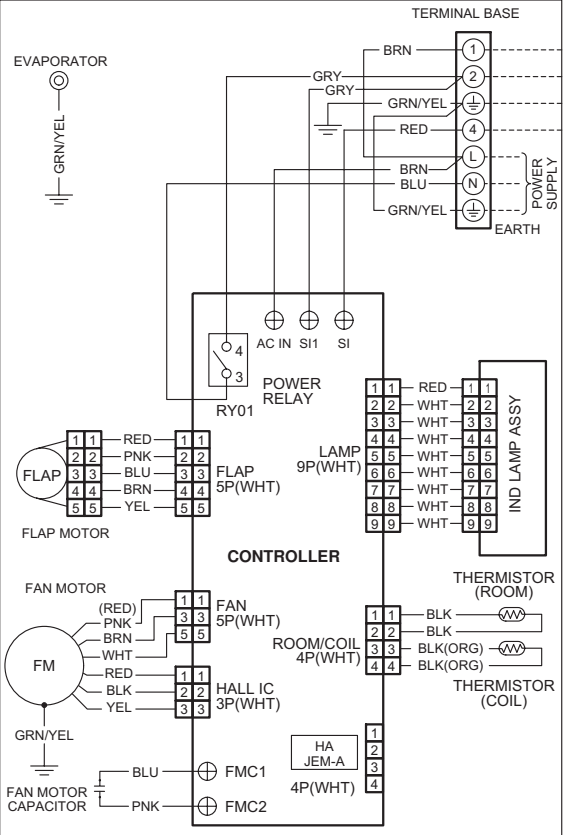 TERMINAL BASE
EVAPORATOR
GRN/YEL
BRN
1
GRY
2
GRY
GRN/YEL
RED
4
BRN
L
BLU
N
GRN/YEL
POWER
SUPPLY
EARTH
AC IN SI1 SI
4
3
POWER
RELAY
RY01
FLAP
1 1 RED 1 1
2 2 PNK 2 2
3 3 BLU 3 3
4 4 BRN 4 4
5 5 YEL 5 5
FLAP
5P(WHT)
FLAP MOTOR
LAMP
9P(WHT)
1 1 RED 1 1
2 2 WHT 2 2
3 3 WHT 3 3
4 4 WHT 4 4
5 5 WHT 5 5
6 6 WHT 6 6
7 7 WHT 7 7
8 8 WHT 8 8
9 9 WHT 9 9
IND LAMP ASSY
CONTROLLER
FAN MOTOR
FM
(RED)
PNK 1 1
BRN 3 3
WHT 5 5
FAN
5P(WHT)
RED 1 1
BLK 2 2
YEL 3 3
HALL IC
3P(WHT)
GRN/YEL
THERMISTOR
(ROOM)
ROOM/COIL
4P(WHT)
1 1 BLK
2 2 BLK
3 3 BLK(ORG)
4 4 BLK(ORG)
THERMISTOR
(COIL)
HA
JEM-A
4P(WHT)
1
2
3
4
FAN MOTOR
CAPACITOR
BLU FMC1
PNK FMC2